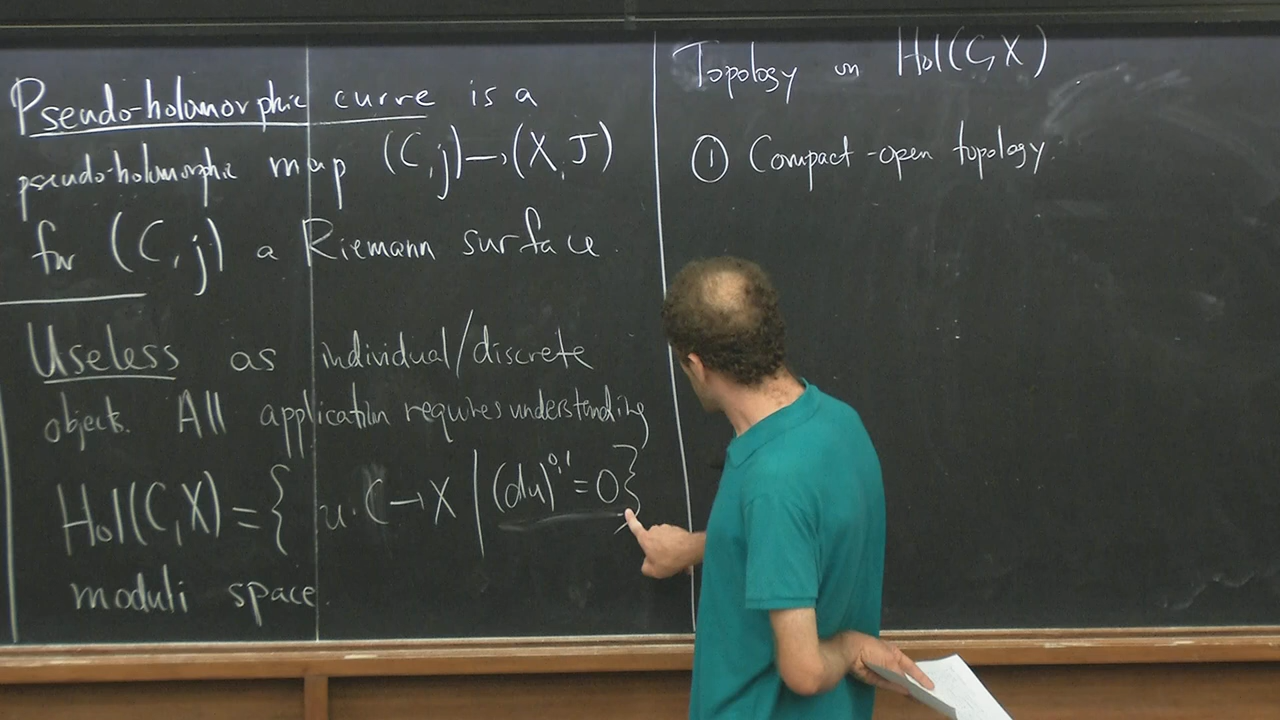 Pseudo-holomorphic curve is a
pseudo-holomorphic map (C,j)→(X,J)
for (C,j) a Riemann surface.
Useless as individual/discrete
objects. All application requires understanding
Hol(C,X)={ u: C→X | (du)^{0,1}=0}
moduli space.
Topology on Hol(C,X)
① Compact-open topology.